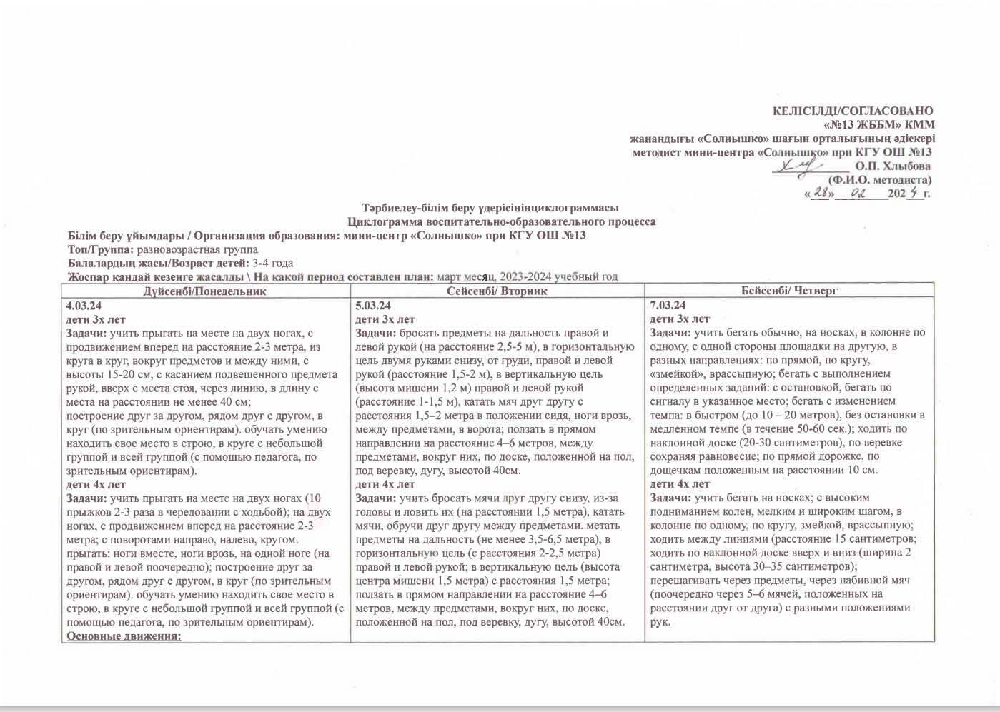 КЕЛІСІЛДІ/СОГЛАСОВАНО
«№13 ЖББМ» КММ
жанандығы «Солнышко» шағын орталығының әдіскері
методист мини-центра «Солнышко» при КГУ ОШ №13
О.П. Хлыбова
(Ф.И.О. методиста)
«28» 02 2024 г.
Тәрбиелеу-білім беру үдерісініңциклограммасы
Циклограмма воспитательно-образовательного процесса
Білім беру ұйымдары / Организация образования: мини-центр «Солнышко» при КГУ ОШ №13
Топ/Группа: разновозрастная группа
Балалардың жасы/Возраст детей: 3-4 года
Жоспар қандай кезеңге жасалды \ На какой период составлен план: март месяц, 2023-2024 учебный год
Дүйсенбі/Понедельник
4.03.24
дети 3х лет
Задачи: учить прыгать на месте на двух ногах, с
продвижением вперед на расстояние 2-3 метра, из
круга в круг, вокруг предметов и между ними, с
высоты 15-20 см, с касанием подвешенного предмета
рукой, вверх с места стоя, через линию, в длину с
места на расстоянии не менее 40 см;
построение друг за другом, рядом друг с другом, в
круг (по зрительным ориентирам). обучать умению
находить свое место в строю, в круге с небольшой
группой и всей группой (с помощью педагога, по
зрительным ориентирам).
дети 4х лет
Задачи: учить прыгать на месте на двух ногах (10
прыжков 2-3 раза в чередовании с ходьбой); на двух
ногах, с продвижением вперед на расстояние 2-3
метра; с поворотами направо, налево, кругом.
прыгать: ноги вместе, ноги врозь, на одной ноге (на
правой и левой поочередно); построение друг за
другом, рядом друг с другом, в круг (по зрительным
ориентирам). обучать умению находить свое место в
строю, в круге с небольшой группой и всей группой (с
помощью педагога, по зрительным ориентирам).
Основные движения:
Сейсенбі/ Вторник
5.03.24
дети 3х лет
Задачи: бросать предметы на дальность правой и
левой рукой (на расстояние 2,5-5 м), в горизонтальную
цель двумя руками снизу, от груди, правой и левой
рукой (расстояние 1,5-2 м), в вертикальную цель
(высота мишени 1,2 м) правой и левой рукой
(расстояние 1-1,5 м), катать мяч друг другу с
расстояния 1,5–2 метра в положении сидя, ноги врозь,
между предметами, в ворота; ползать в прямом
направлении на расстояние 4–6 метров, между
предметами, вокруг них, по доске, положенной на пол,
под веревку, дугу, высотой 40см.
дети 4х лет
Задачи: учить бросать мячи друг другу снизу, из-за
головы и ловить их (на расстоянии 1,5 метра), катать
мячи, обручи друг другу между предметами. метать
предметы на дальность (не менее 3,5-6,5 метра), в
горизонтальную цель (с расстояния 2-2,5 метра)
правой и левой рукой; в вертикальную цель (высота
центра мишени 1,5 метра) с расстояния 1,5 метра;
ползать в прямом направлении на расстояние 4–6
метров, между предметами, вокруг них, по доске,
положенной на пол, под веревку, дугу, высотой 40см.
Бейсенбі/ Четверг
7.03.24
дети 3х лет
Задачи: учить бегать обычно, на носках, в колонне по
одному, с одной стороны площадки на другую, в
разных направлениях: по прямой, по кругу,
«змейкой», врассыпную; бегать с выполнением
определенных заданий: с остановкой, бегать по
сигналу в указанное место; бегать с изменением
темпа: в быстром (до 10 – 20 метров), без остановки в
медленном темпе (в течение 50-60 сек.); ходить по
наклонной доске (20-30 сантиметров), по веревке
сохраняя равновесие; по прямой дорожке, по
дощечкам положенным на расстоянии 10 см.
дети 4х лет
Задачи: учить бегать на носках; с высоким
подниманием колен, мелким и широким шагом, в
колонне по одному, по кругу, змейкой, врассыпную;
ходить между линиями (расстояние 15 сантиметров;
ходить по наклонной доске вверх и вниз (ширина 2
сантиметра, высота 30–35 сантиметров);
перешагивать через предметы, через набивной мяч
(поочередно через 5–6 мячей, положенных на
расстоянии друг от друга) с разными положениями
рук.